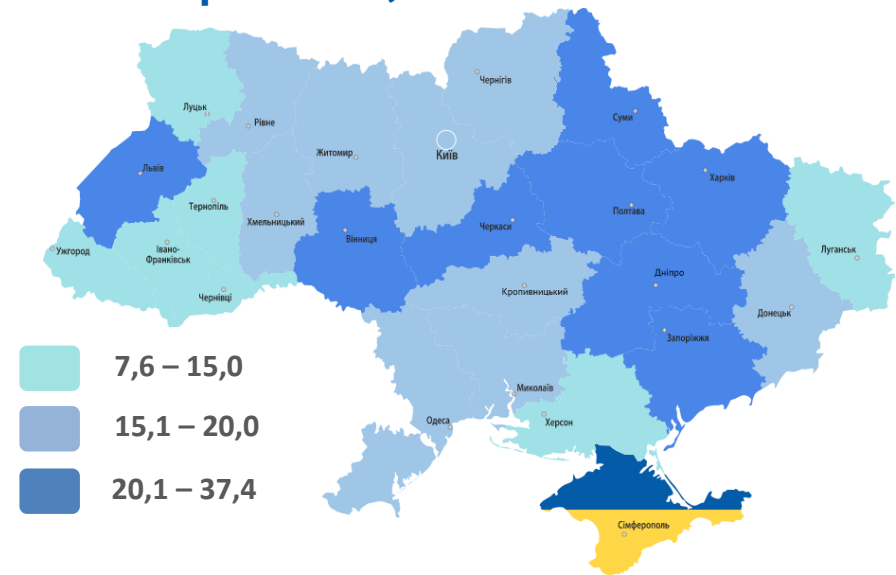 Чернігів
Луцьк
Рівне
Суми
Житомир
Київ
Львів
Харків
Тернопіль
Полтава
Хмельницький
Черкаси
Вінниця
Ужгород
Івано-
Франківськ
Луганськ
Дніпро
Чернівці
Кропивницький
Донецьк
Запоріжжя
7,6 – 15,0
Миколаїв
15,1 – 20,0
Одеса
Херсон
20,1 – 37,4
Сімферополь